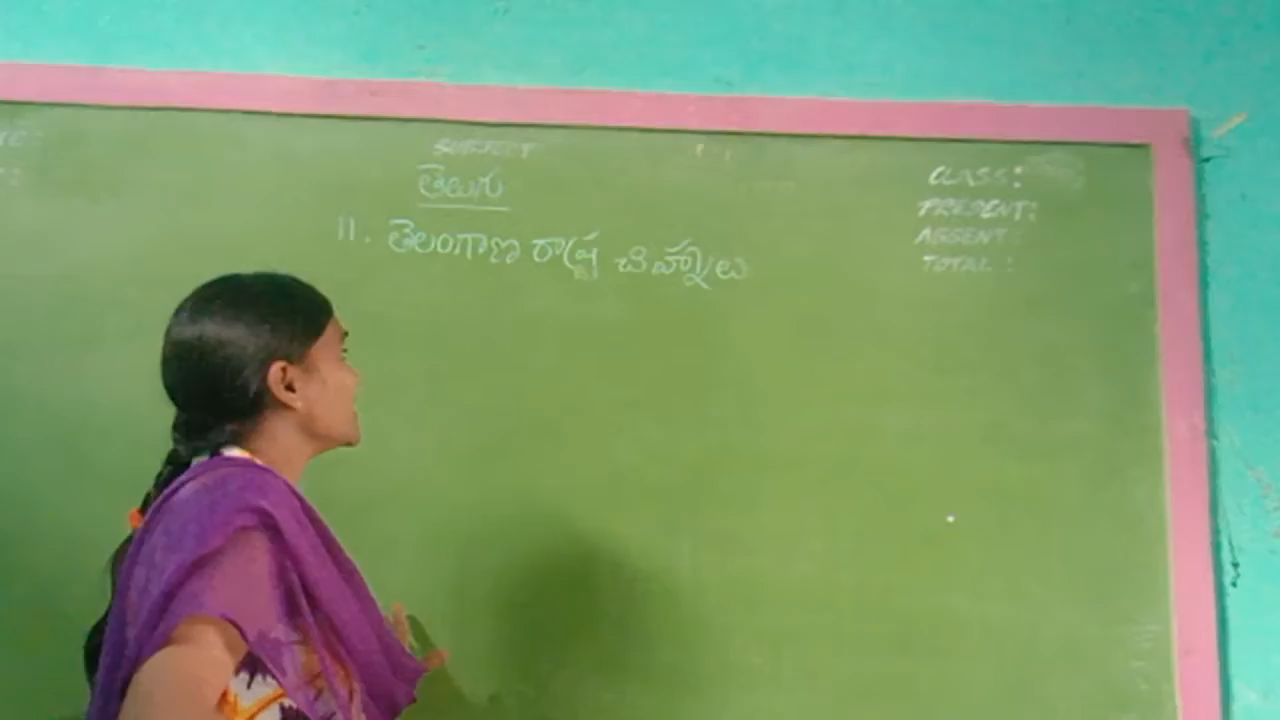 SUBJECT
తెలుగు
11. తెలంగాణ రాష్ట్ర చిహ్నాలు
CLASS:
PRESENT:
ABSENT:
TOTAL: